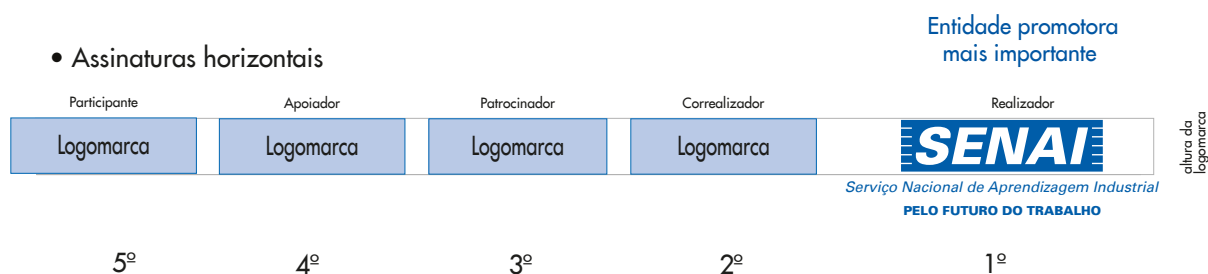 Entidade promotora
mais importante
• Assinaturas horizontais
Participante
Apoiador
Patrocinador
Correalizador
Realizador
Logomarca
Logomarca
Logomarca
Logomarca
SENAI
altura da
logomarca
Serviço Nacional de Aprendizagem Industrial
PELO FUTURO DO TRABALHO
5º
4º
3º
2º
1º